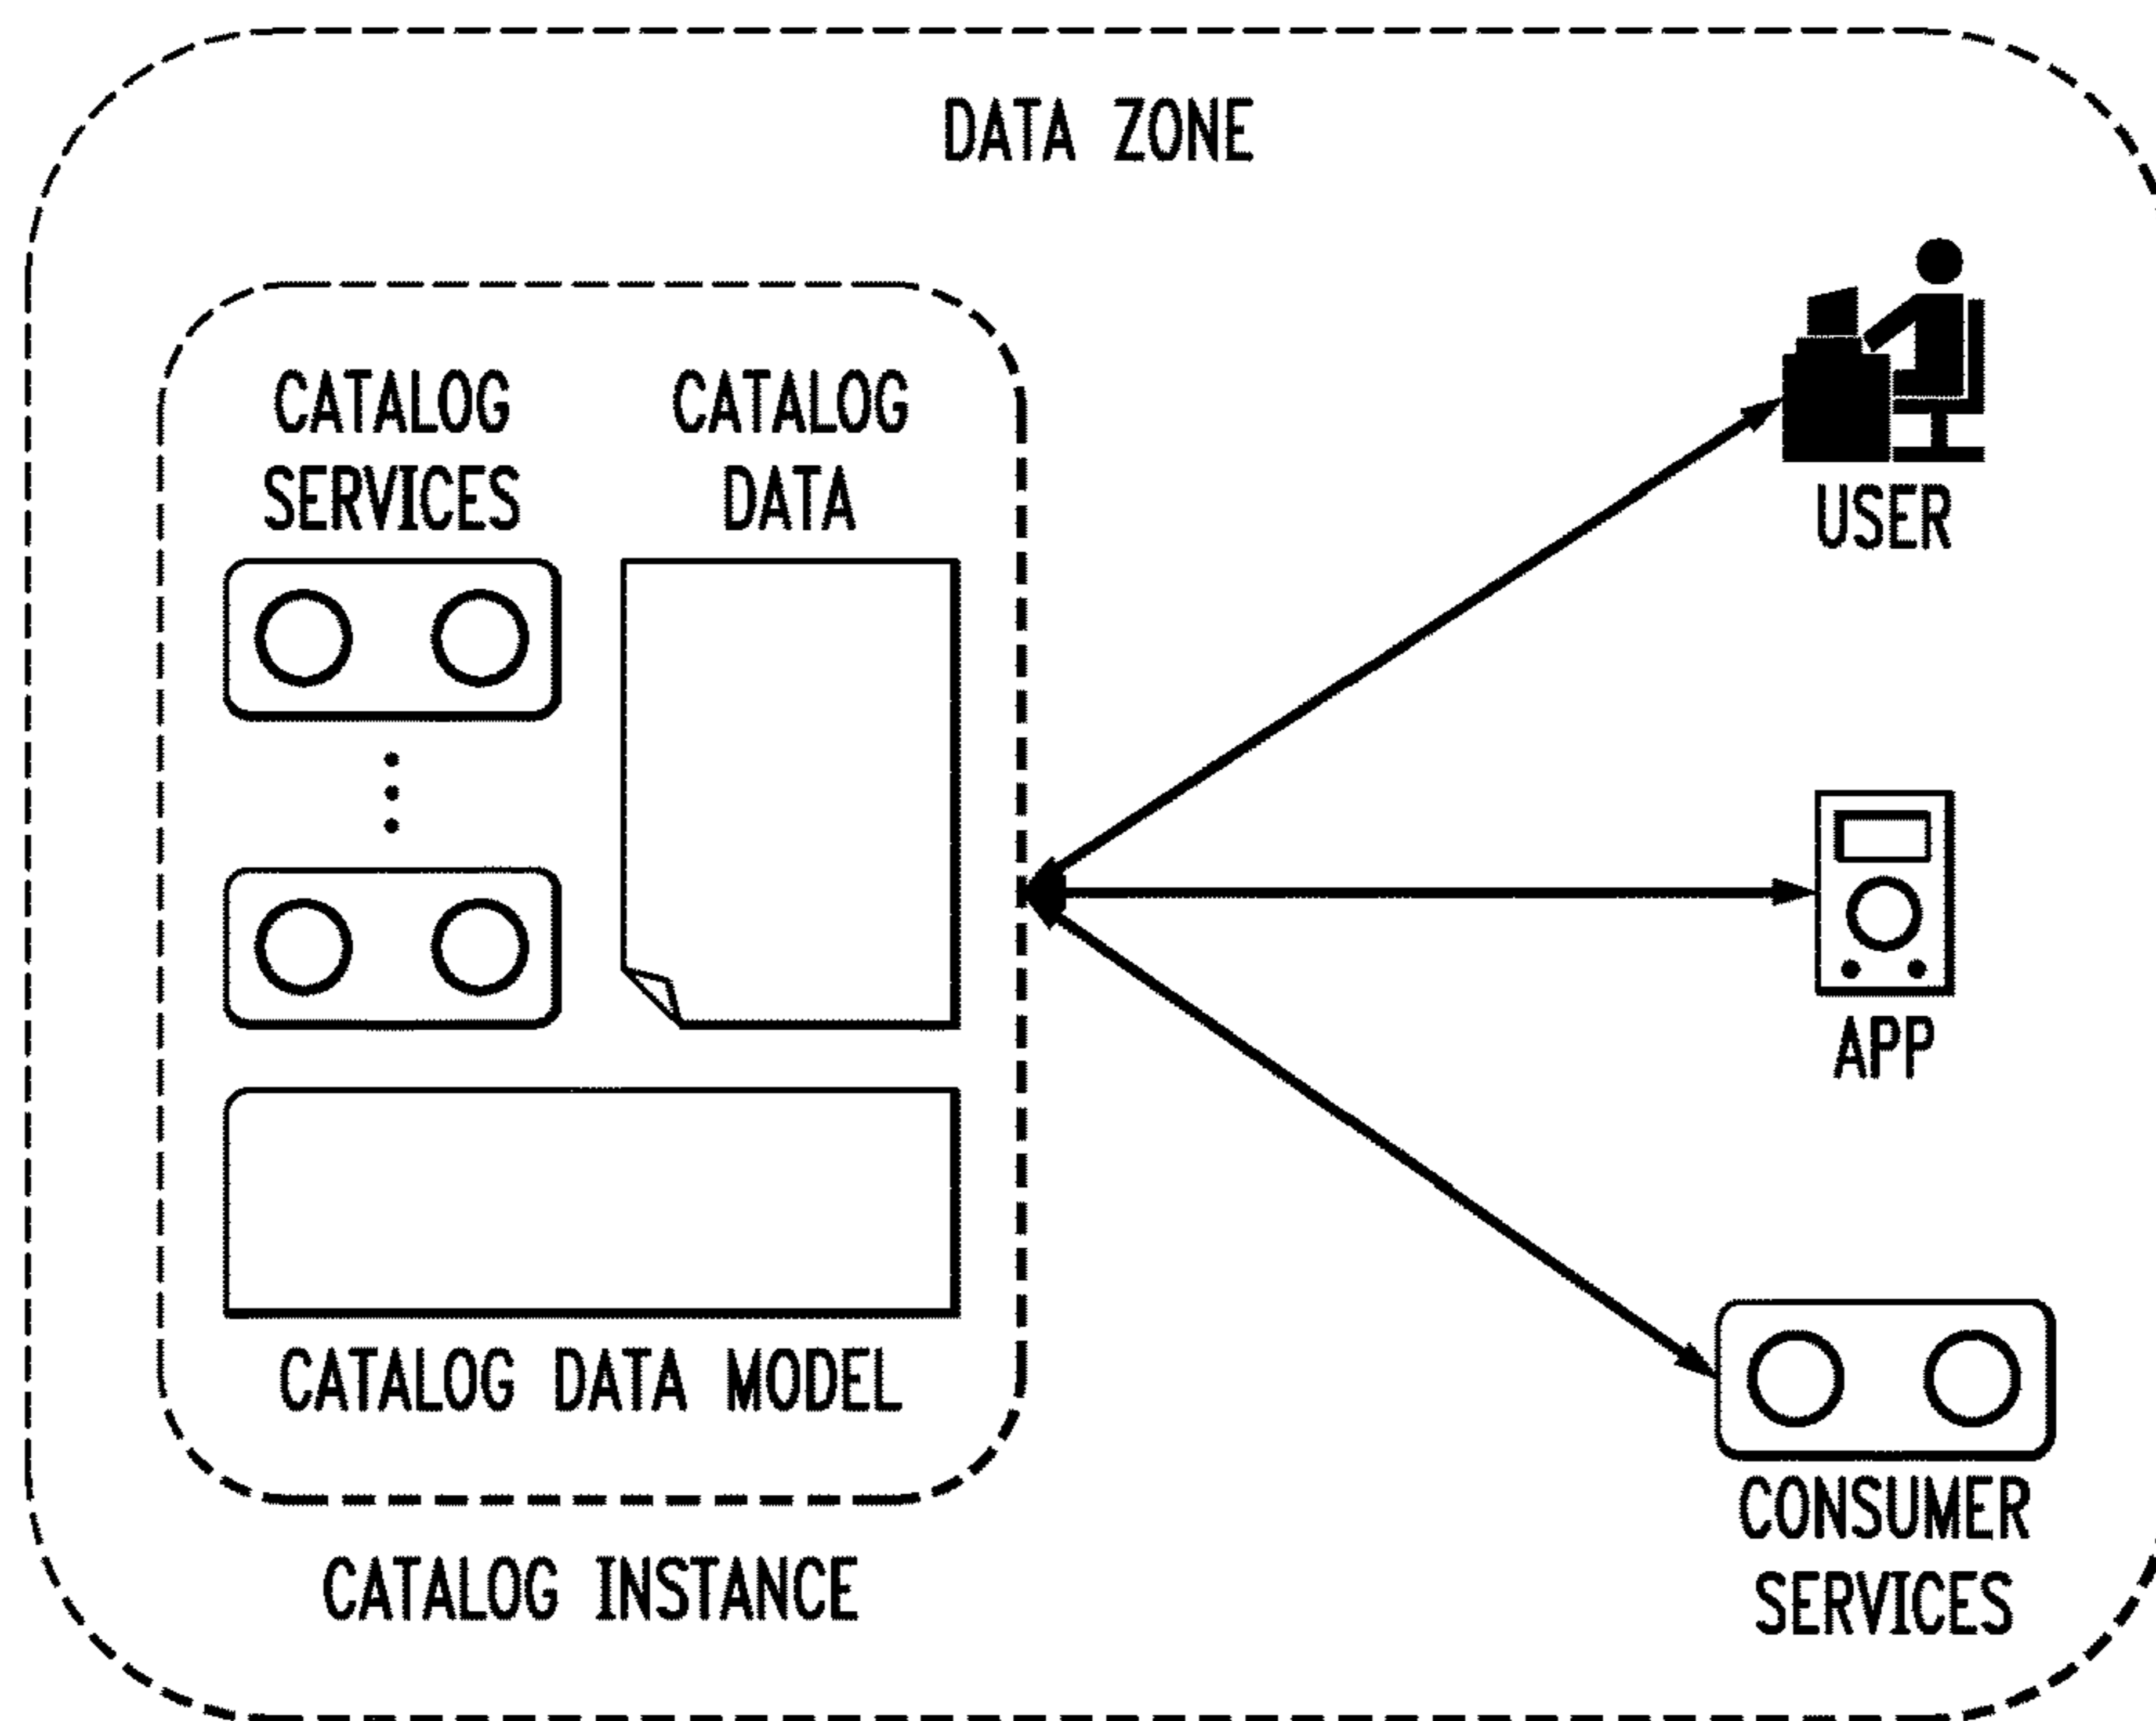 DATA ZONE
CATALOG
SERVICES
CATALOG
DATA
USER
APP
CATALOG DATA MODEL
CONSUMER
SERVICES
CATALOG INSTANCE